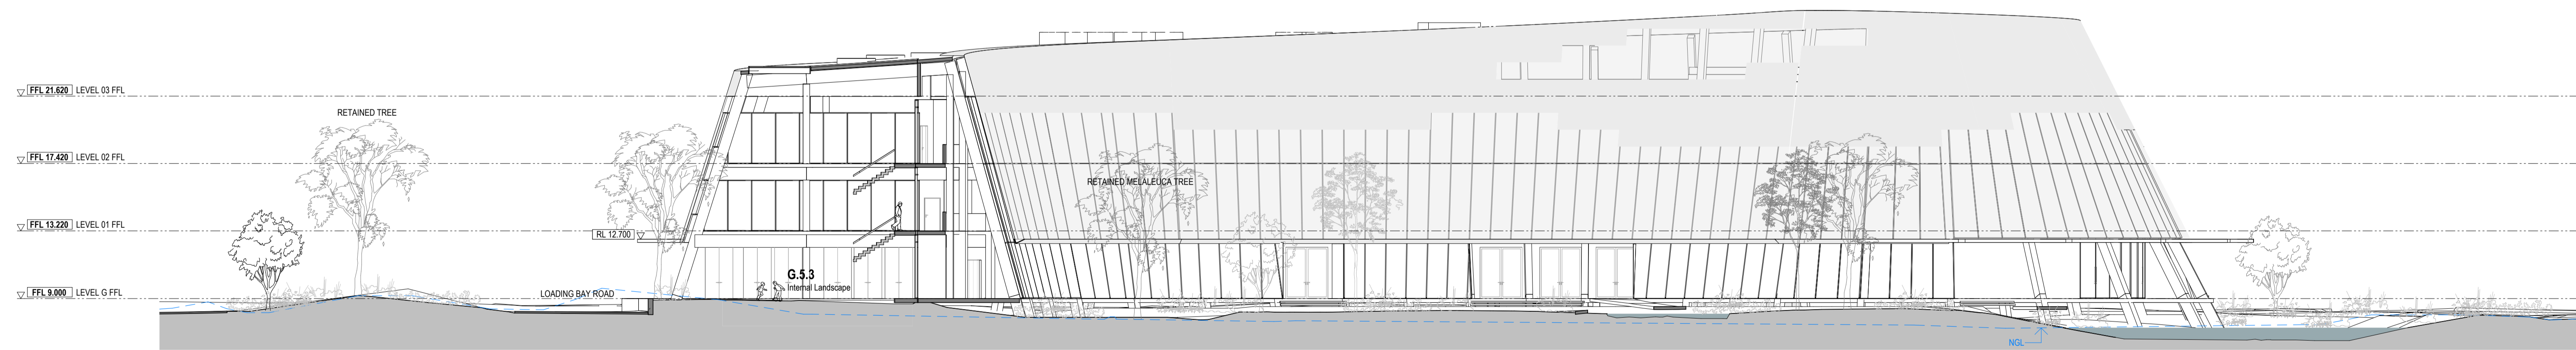 FFL 21.620 LEVEL 03 FFL
RETAINED TREE
FFL 17.420 LEVEL 02 FFL
RETAINED MELALEUCA TREE
FFL 13.220 LEVEL 01 FFL
RL 12.700
G.5.3
Internal Landscape
FFL 9.000 LEVEL G FFL
LOADING BAY ROAD
NGL